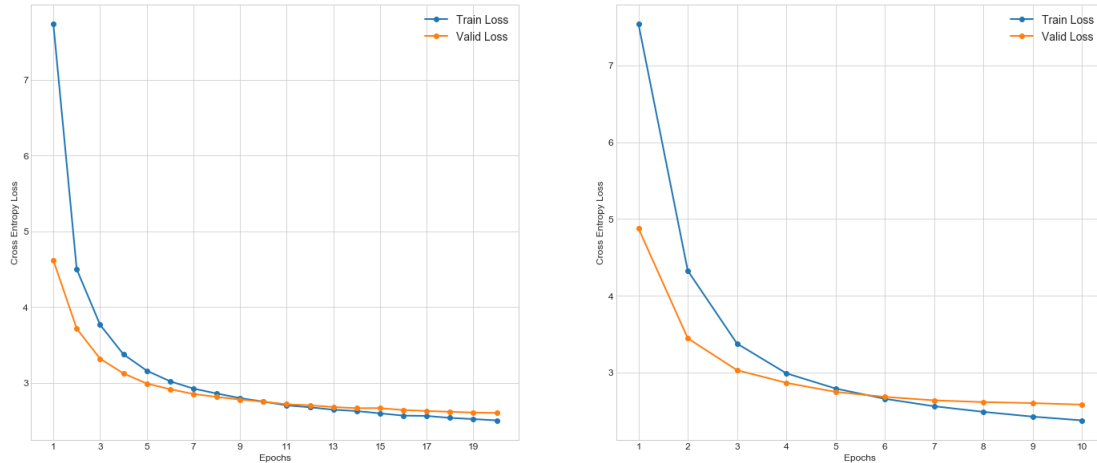 Train Loss
Valid Loss
7
6
5
4
3
Cross Entropy Loss
1 3 5 7 9 11 13 15 17 19
Epochs
Train Loss
Valid Loss
7
6
5
4
3
Cross Entropy Loss
1 2 3 4 5 6 7 8 9 10
Epochs